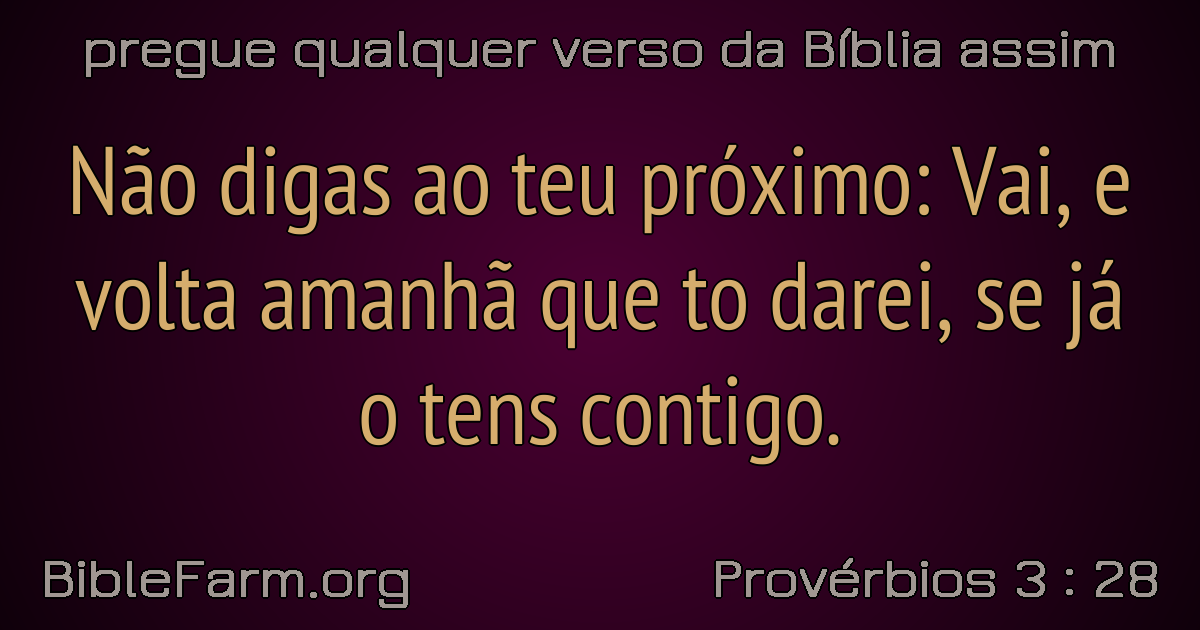 pregue qualquer verso da Bíblia assim
Não digas ao teu próximo: Vai, e
volta amanhã que to darei, se já
o tens contigo.
BibleFarm.org
Provérbios 3 : 28